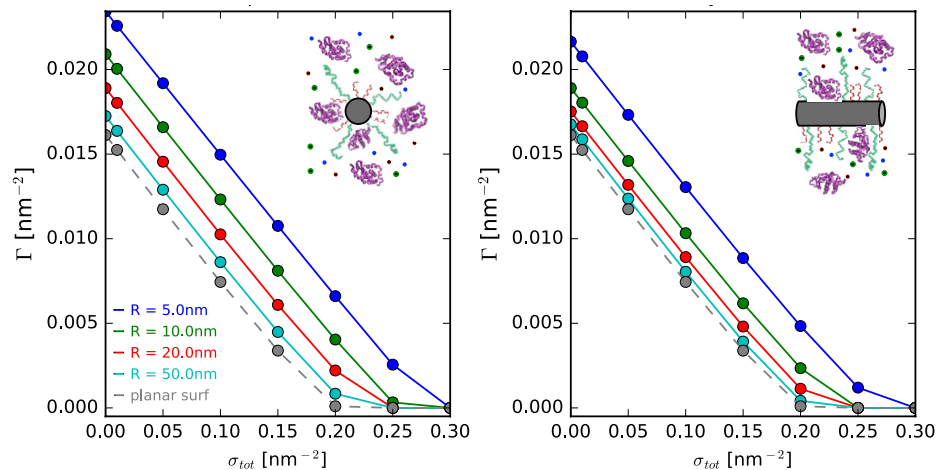 0.020
0.015
0.010
0.005
0.000
Γ [nm⁻²]
R = 5.0nm
R = 10.0nm
R = 20.0nm
R = 50.0nm
planar surf
0.00 0.05 0.10 0.15 0.20 0.25 0.30
σtot [nm⁻²]
0.020
0.015
0.010
0.005
0.000
Γ [nm⁻²]
0.00 0.05 0.10 0.15 0.20 0.25 0.30
σtot [nm⁻²]